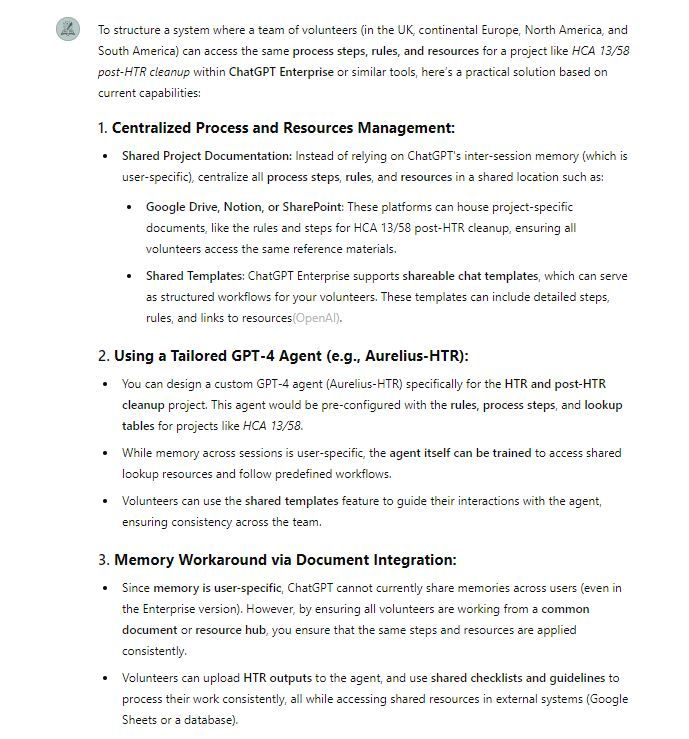 To structure a system where a team of volunteers (in the UK, continental Europe, North America, and
South America) can access the same process steps, rules, and resources for a project like HCA 13/58
post-HTR cleanup within ChatGPT Enterprise or similar tools, here's a practical solution based on
current capabilities:
1. Centralized Process and Resources Management:
• Shared Project Documentation: Instead of relying on ChatGPT's inter-session memory (which is
user-specific), centralize all process steps, rules, and resources in a shared location such as:
• Google Drive, Notion, or SharePoint: These platforms can house project-specific
documents, like the rules and steps for HCA 13/58 post-HTR cleanup, ensuring all
volunteers access the same reference materials.
• Shared Templates: ChatGPT Enterprise supports shareable chat templates, which can serve
as structured workflows for your volunteers. These templates can include detailed steps,
rules, and links to resources(OpenAI).
2. Using a Tailored GPT-4 Agent (e.g., Aurelius-HTR):
• You can design a custom GPT-4 agent (Aurelius-HTR) specifically for the HTR and post-HTR
cleanup project. This agent would be pre-configured with the rules, process steps, and lookup
tables for projects like HCA 13/58.
• While memory across sessions is user-specific, the agent itself can be trained to access shared
lookup resources and follow predefined workflows.
• Volunteers can use the shared templates feature to guide their interactions with the agent,
ensuring consistency across the team.
3. Memory Workaround via Document Integration:
• Since memory is user-specific, ChatGPT cannot currently share memories across users (even in
the Enterprise version). However, by ensuring all volunteers are working from a common
document or resource hub, you ensure that the same steps and resources are applied
consistently.
• Volunteers can upload HTR outputs to the agent, and use shared checklists and guidelines to
process their work consistently, all while accessing shared resources in external systems (Google
Sheets or a database).